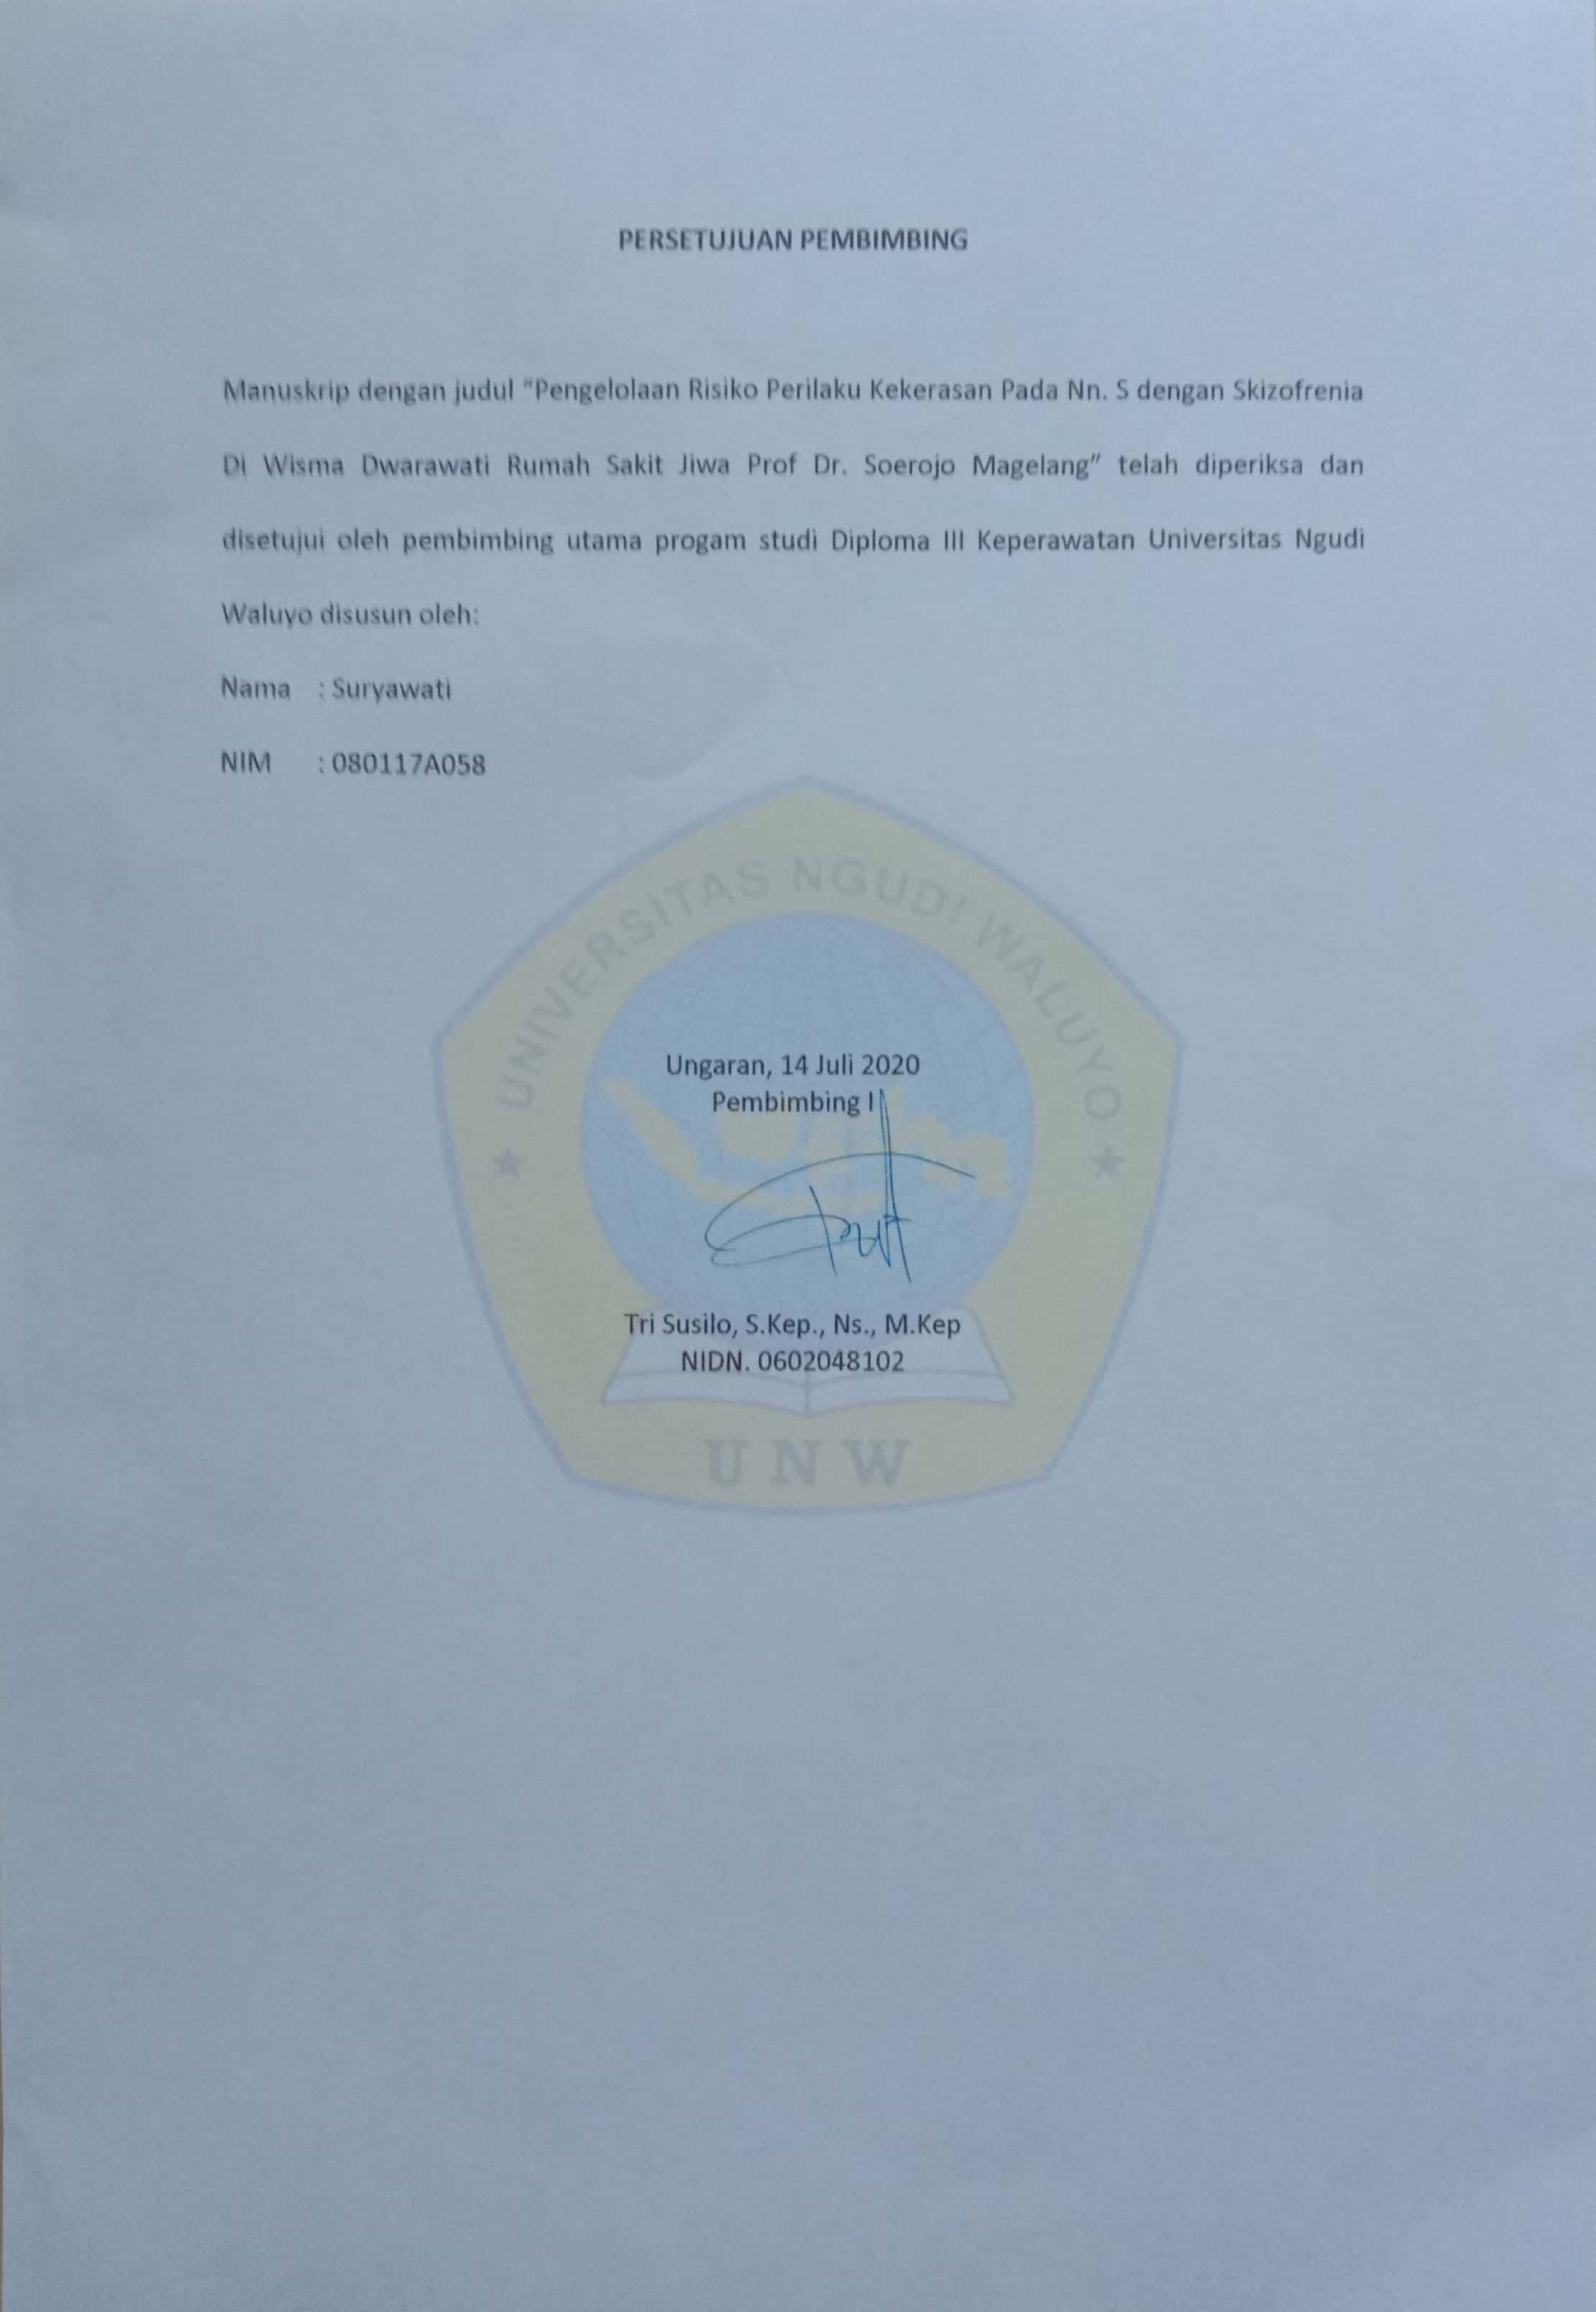 PERSETUJUAN PEMBIMBING
Manuskrip dengan judul "Pengelolaan Risiko Perilaku Kekerasan Pada Nn. S dengan Skizofrenia
Di Wisma Dwarawati Rumah Sakit Jiwa Prof Dr. Soerojo Magelang" telah diperiksa dan
disetujui oleh pembimbing utama progam studi Diploma III Keperawatan Universitas Ngudi
Waluyo disusun oleh:
Nama : Suryawati
NIM : 080117A058
UNIVERSITAS NGUDI WALUYO
Ungaran, 14 Juli 2020
Pembimbing I
Tri Susilo, S.Kep., Ns., M.Kep
NIDN. 0602048102
UNW